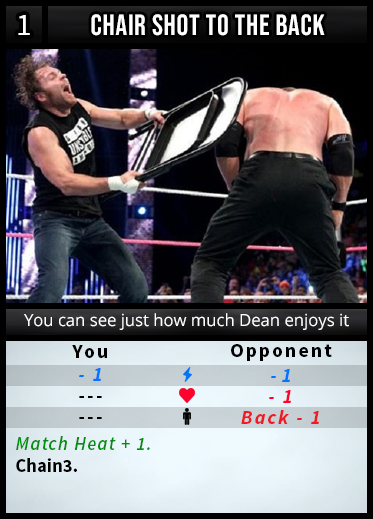 1 CHAIR SHOT TO THE BACK
UNSTABLE
You can see just how much Dean enjoys it
You Opponent
- 1 - 1
--- - 1
--- Back - 1
Match Heat + 1.
Chain3.